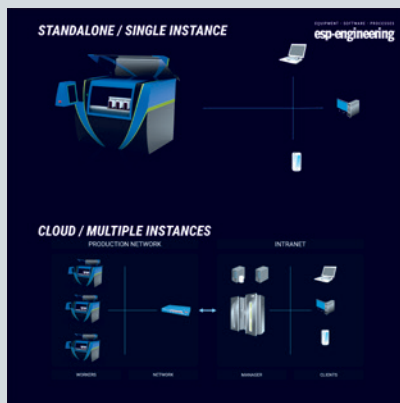 EQUIPMENT · SOFTWARE · PROCESSES
esp-engineering
STANDALONE / SINGLE INSTANCE
CLOUD / MULTIPLE INSTANCES
PRODUCTION NETWORK
INTRANET
WORKERS
NETWORK
MANAGER
CLIENTS